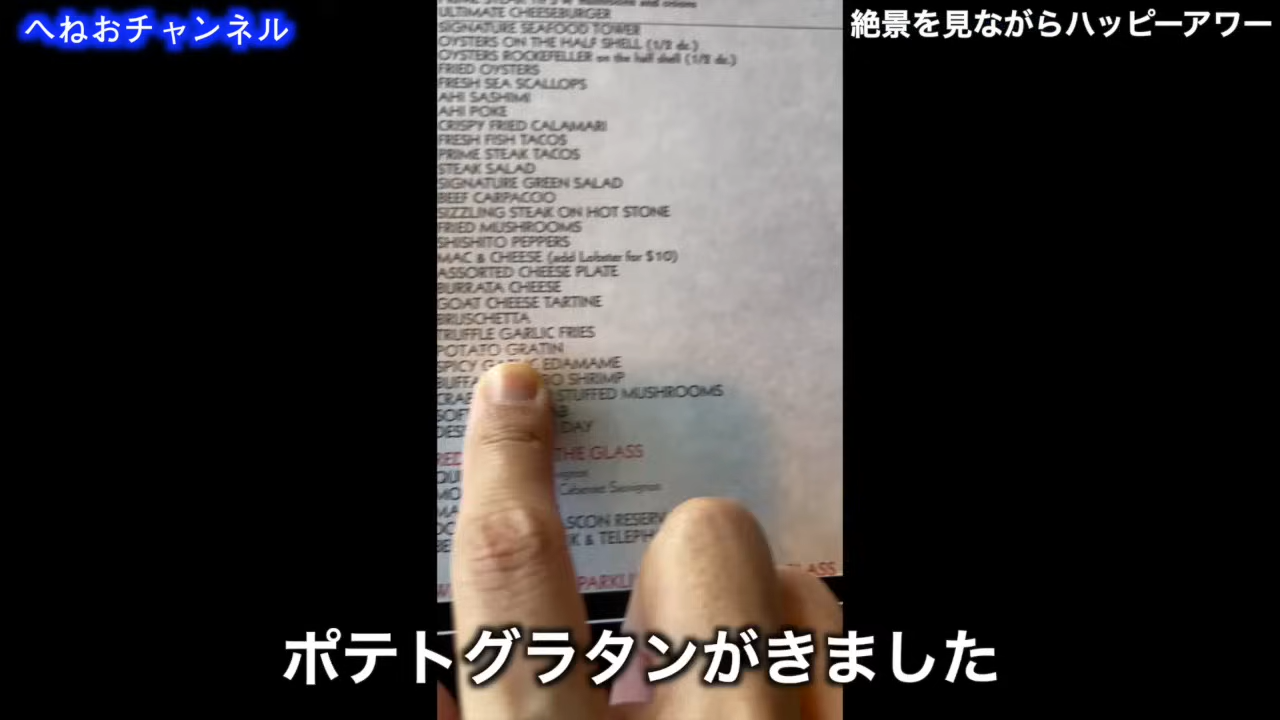 へねおチャンネル
絶景を見ながらハッピーアワー
ULTIMATE CHEESEBURGER
SIGNATURE SEAFOOD TOWER
OYSTERS ON THE HALF SHELL (1/2 dz.)
OYSTERS ROCKEFELLER on the half shell (1/2 dz.)
FRIED OYSTERS
FRESH SEA SCALLOPS
AHI SASHIMI
AHI POKE
CRISPY FRIED CALAMARI
FRESH FISH TACOS
PRIME STEAK TACOS
STEAK SALAD
SIGNATURE GREEN SALAD
BEEF CARPACCIO
SIZZLING STEAK ON HOT STONE
FRIED MUSHROOMS
SHISHITO PEPPERS
MAC & CHEESE (add Lobster for $10)
ASSORTED CHEESE PLATE
BURRATA CHEESE
GOAT CHEESE TARTINE
BRUSCHETTA
TRUFFLE GARLIC FRIES
POTATO GRATIN
SPICY GARLIC EDAMAME
SHRIMP
STUFFED MUSHROOMS
DAY
RED THE GLASS
Cabernet Sauvignon
RESERV
& TELEPH
ポテトグラタンがきました